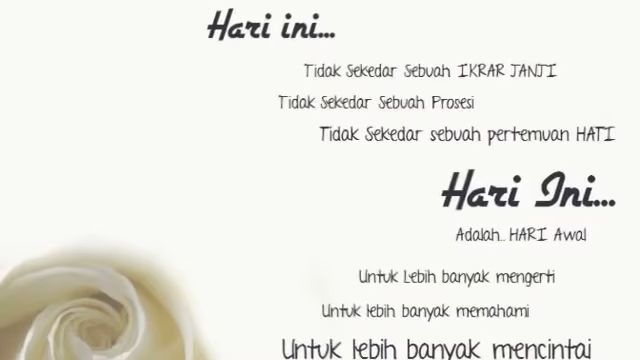 Hari ini...
Tidak Sekedar Sebuah IKRAR JANJI
Tidak Sekedar Sebuah Prosesi
Tidak Sekedar sebuah pertemuan HATI
Hari Ini...
Adalah.. HARI Awal
Untuk Lebih banyak mengerti
Untuk lebih banyak memahami
Untuk lebih banyak mencintai